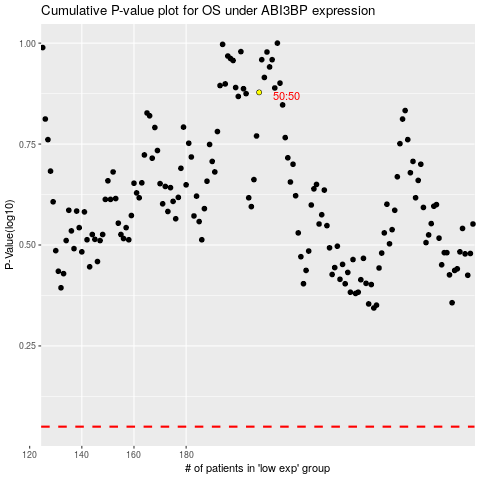 Cumulative P-value plot for OS under ABI3BP expression
1.00
50:50
0.75
0.50
0.25
P-Value(log10)
120 140 160 180
# of patients in 'low exp' group